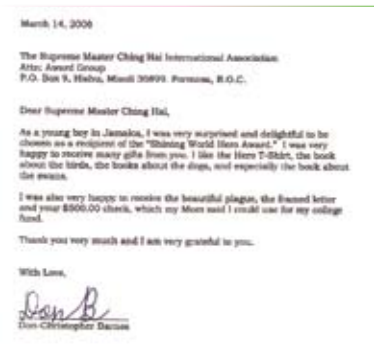 March 14, 2008
The Supreme Master Ching Hai International Association
Attn: Award Group
P.O. Box 9, Hsihu, Miaoli 36899. Formosa, R.O.C.
Dear Supreme Master Ching Hai,
As a young boy in Jamaica, I was very surprised and delightful to be
chosen as a recipient of the "Shining World Hero Award." I was very
happy to receive many gifts from you. I like the Hero T-Shirt, the book
about the birds, the books about the dogs, and especially the book about
the swans.
I was also very happy to receive the beautiful plague, the framed letter
and your $500.00 check, which my Mom said I could use for my college
fund.
Thank you very much and I am very grateful to you.
With Love,
Don B
Don-Christopher Barnes